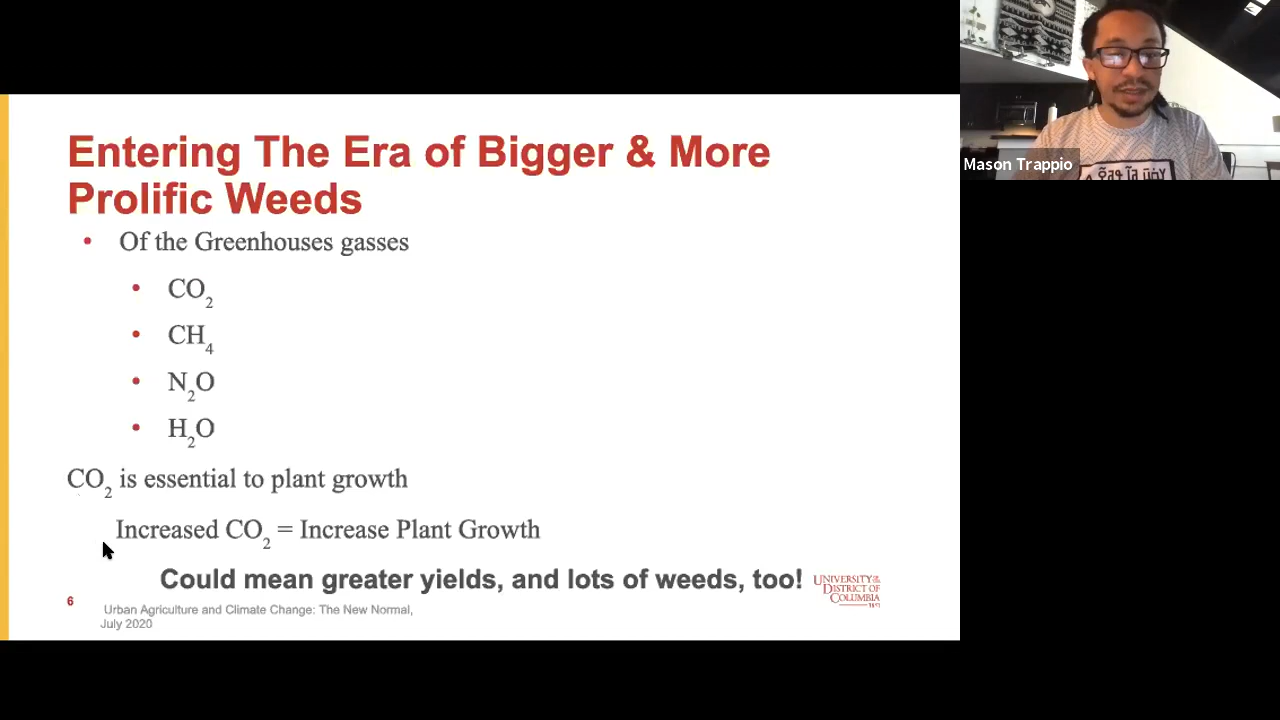 Entering The Era of Bigger & More
Prolific Weeds
• Of the Greenhouses gasses
• CO₂
• CH₄
• N₂O
• H₂O
CO₂ is essential to plant growth
Increased CO₂ = Increase Plant Growth
Could mean greater yields, and lots of weeds, too!
6
Urban Agriculture and Climate Change: The New Normal,
July 2020
UNIVERSITY OF THE
DISTRICT OF
COLUMBIA
Mason Trappio